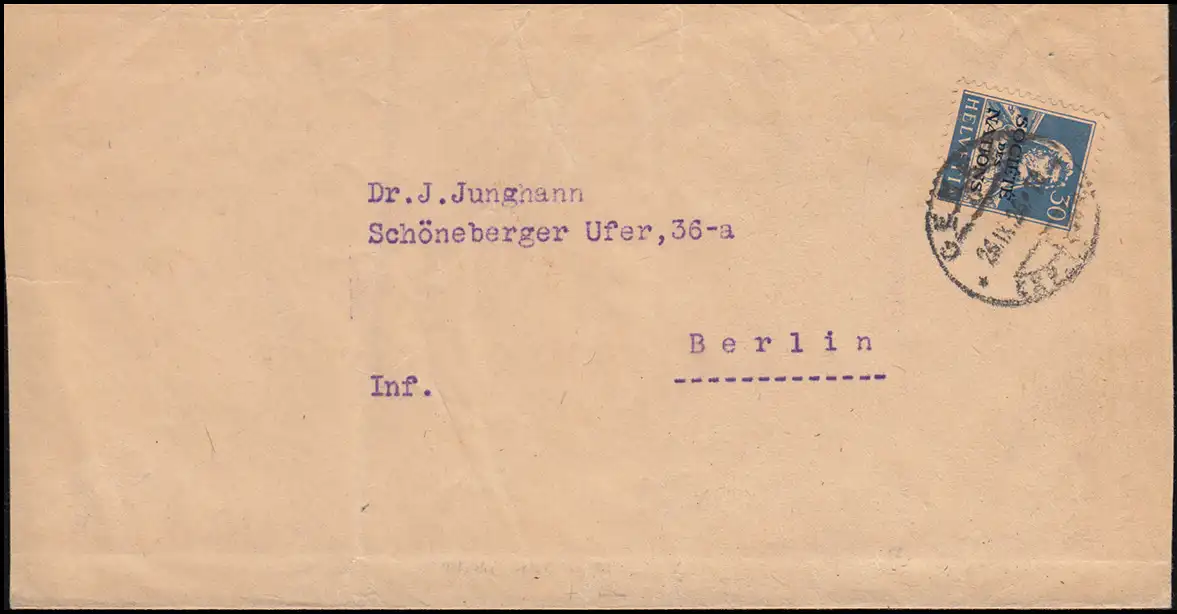 HELVETIA
SOCIÉTÉ
DES
NATIONS
30
Dr.J.Junghann
Schöneberger Ufer,36-a
Berlin
-------------
Inf.